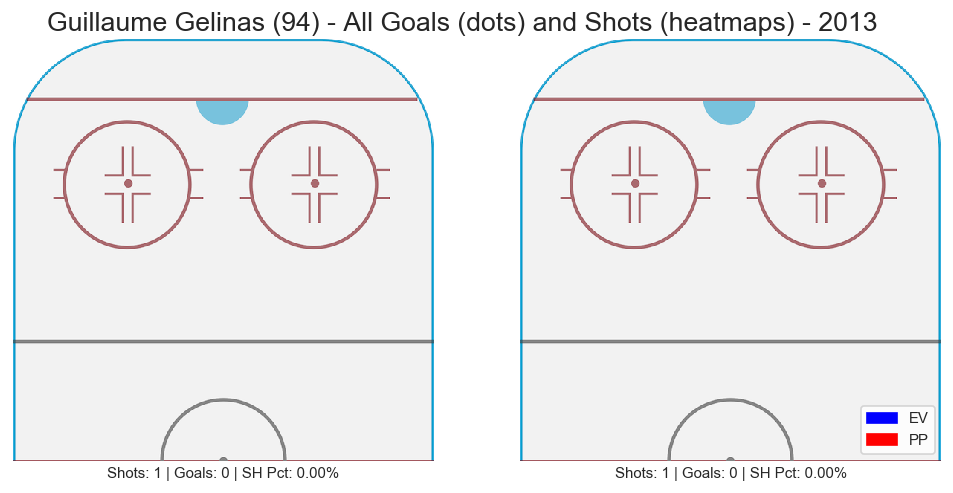 Guillaume Gelinas (94) - All Goals (dots) and Shots (heatmaps) - 2013
EV
PP
Shots: 1 | Goals: 0 | SH Pct: 0.00%
Shots: 1 | Goals: 0 | SH Pct: 0.00%